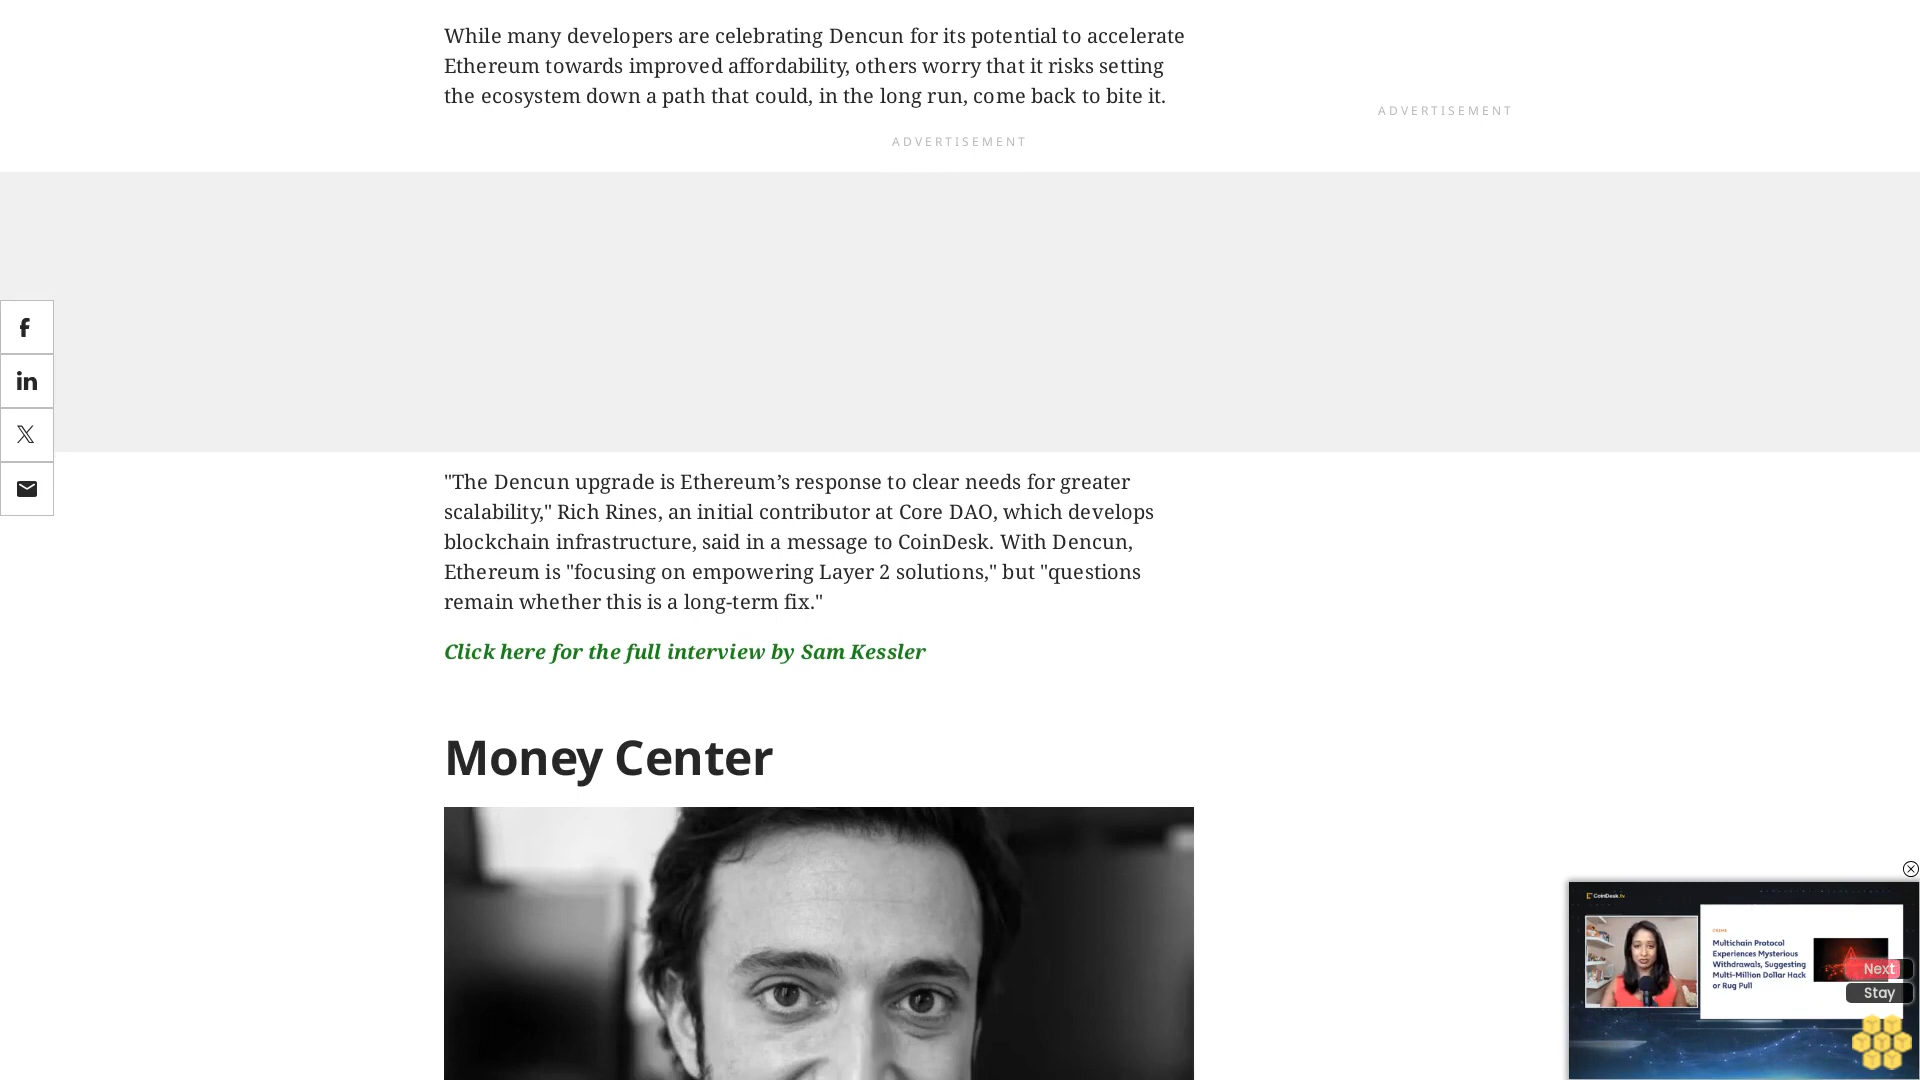 While many developers are celebrating Dencun for its potential to accelerate
Ethereum towards improved affordability, others worry that it risks setting
the ecosystem down a path that could, in the long run, come back to bite it.
ADVERTISEMENT
ADVERTISEMENT
"The Dencun upgrade is Ethereum’s response to clear needs for greater
scalability," Rich Rines, an initial contributor at Core DAO, which develops
blockchain infrastructure, said in a message to CoinDesk. With Dencun,
Ethereum is "focusing on empowering Layer 2 solutions," but "questions
remain whether this is a long-term fix."
Click here for the full interview by Sam Kessler
Money Center
CoinDesk.tv
CRIME
Multichain Protocol
Experiences Mysterious
Withdrawals, Suggesting
Multi-Million Dollar Hack
or Rug Pull
Next
Stay